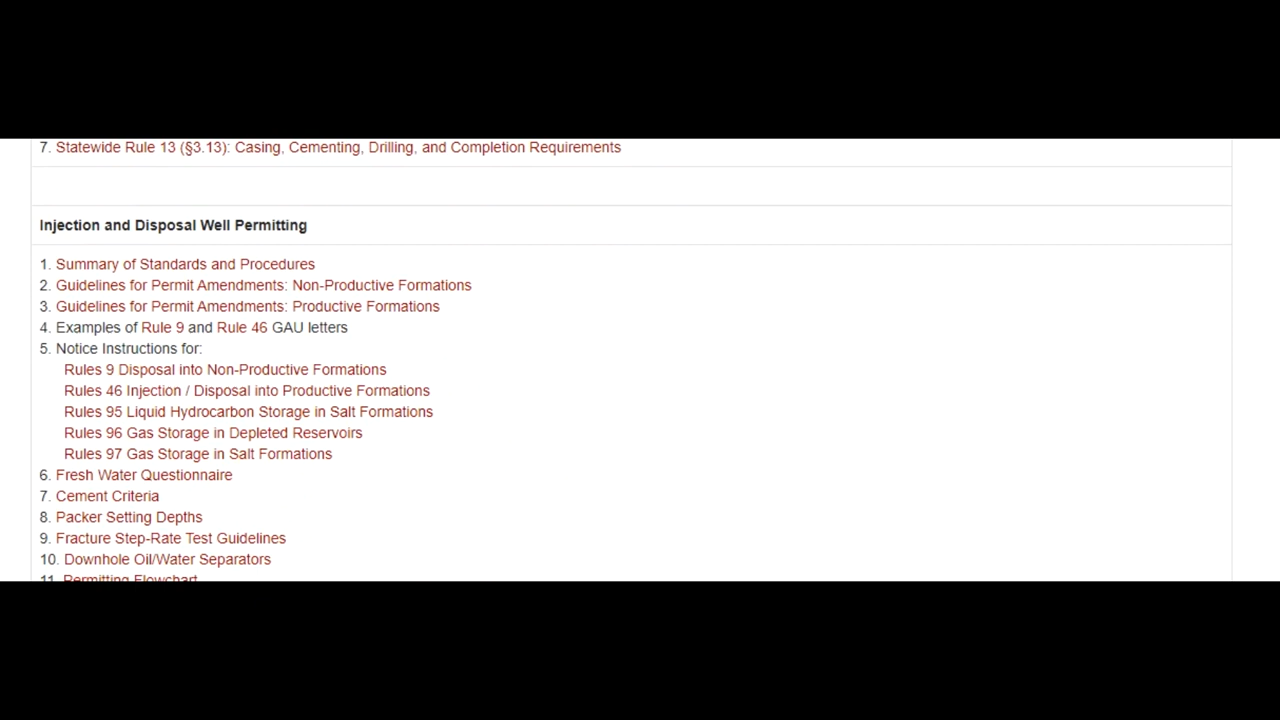 7. Statewide Rule 13 (§3.13): Casing, Cementing, Drilling, and Completion Requirements
Injection and Disposal Well Permitting
1. Summary of Standards and Procedures
2. Guidelines for Permit Amendments: Non-Productive Formations
3. Guidelines for Permit Amendments: Productive Formations
4. Examples of Rule 9 and Rule 46 GAU letters
5. Notice Instructions for:
Rules 9 Disposal into Non-Productive Formations
Rules 46 Injection / Disposal into Productive Formations
Rules 95 Liquid Hydrocarbon Storage in Salt Formations
Rules 96 Gas Storage in Depleted Reservoirs
Rules 97 Gas Storage in Salt Formations
6. Fresh Water Questionnaire
7. Cement Criteria
8. Packer Setting Depths
9. Fracture Step-Rate Test Guidelines
10. Downhole Oil/Water Separators
11. Permitting Flowchart